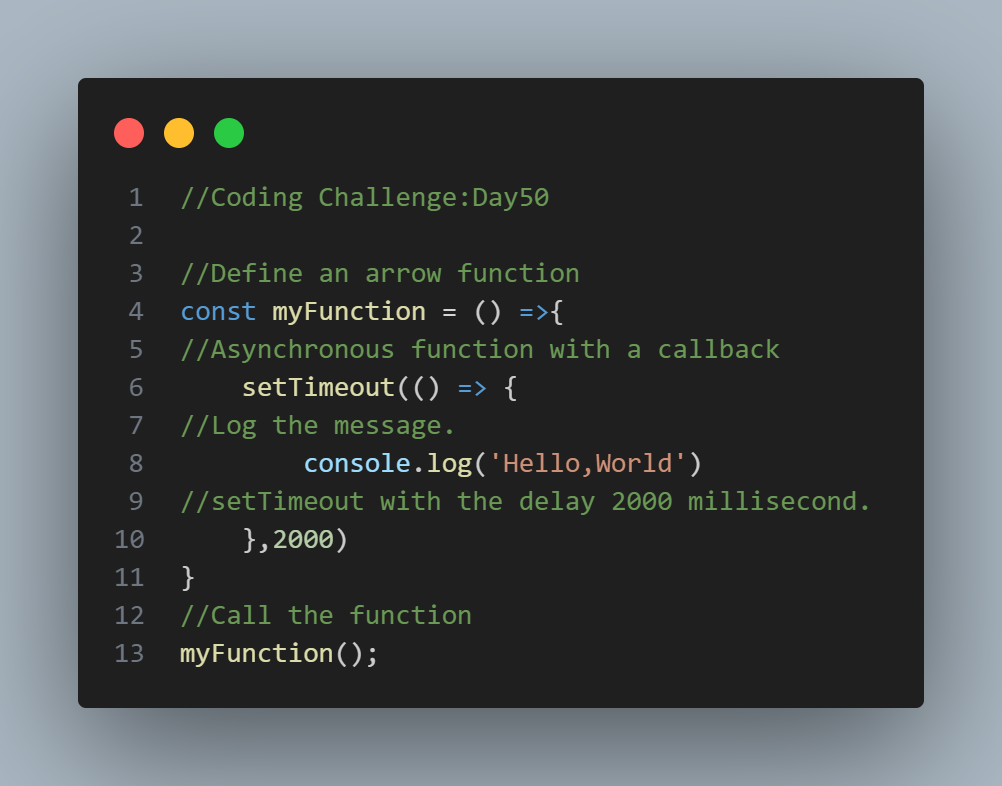 1 //Coding Challenge:Day50
2
3 //Define an arrow function
4 const myFunction = () =>{
5 //Asynchronous function with a callback
6     setTimeout(() => {
7 //Log the message.
8         console.log('Hello,World')
9 //setTimeout with the delay 2000 millisecond.
10     },2000)
11 }
12 //Call the function
13 myFunction();